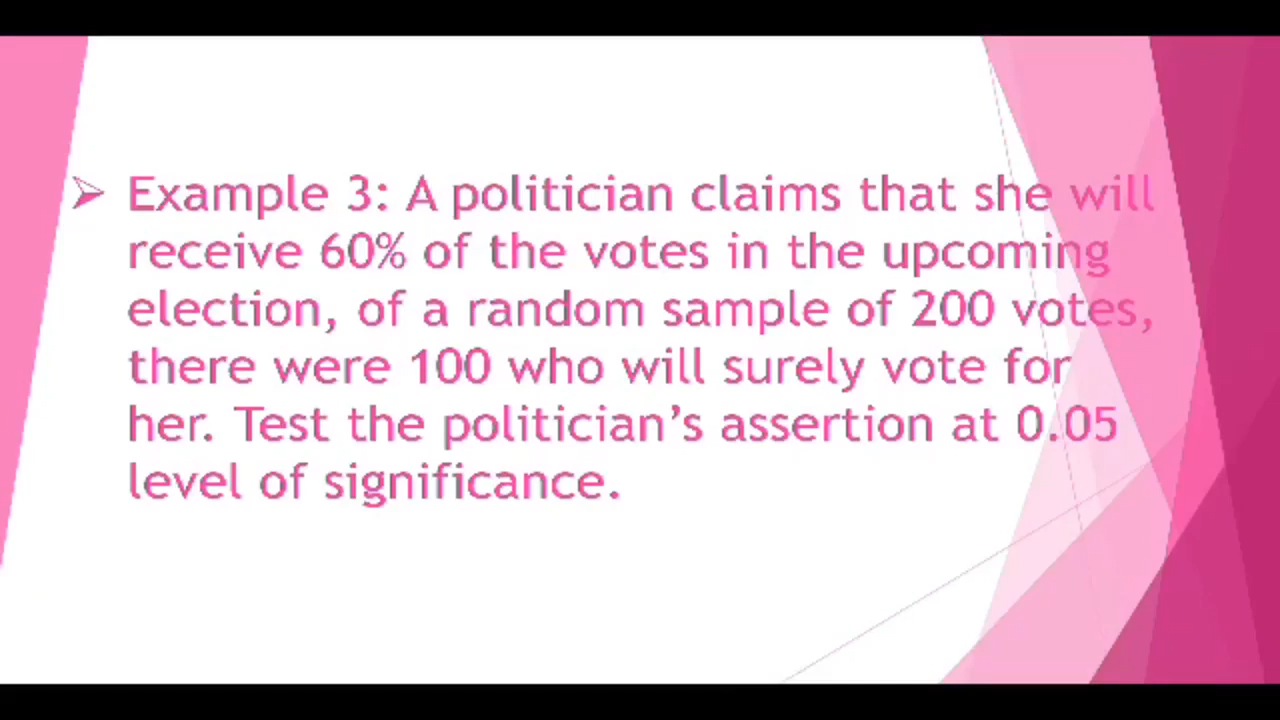 Example 3: A politician claims that she will
receive 60% of the votes in the upcoming
election, of a random sample of 200 votes,
there were 100 who will surely vote for
her. Test the politician’s assertion at 0.05
level of significance.